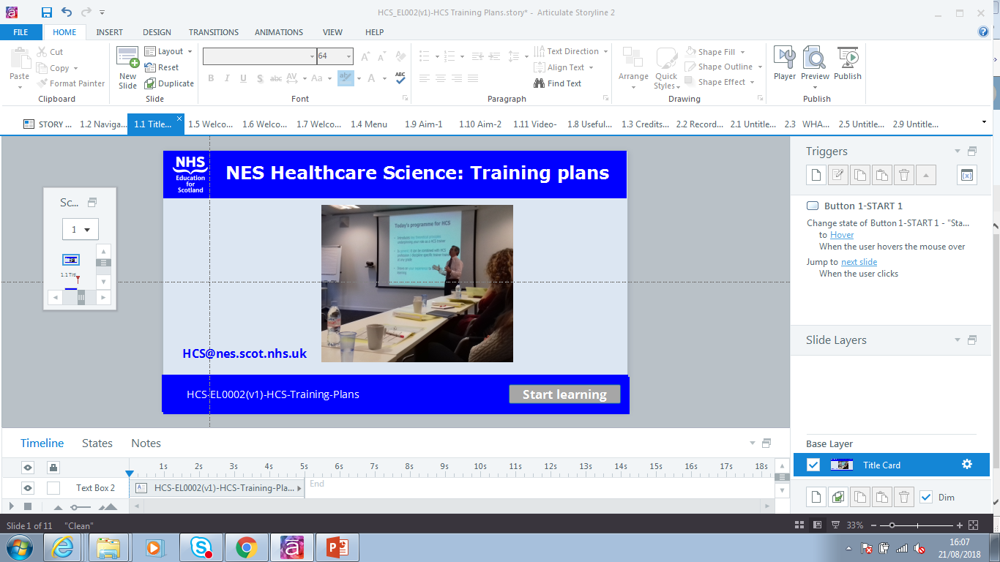 HCS_EL002(v1)-HCS Training Plans.story* - Articulate Storyline 2
FILE HOME INSERT DESIGN TRANSITIONS ANIMATIONS VIEW HELP
Paste
Cut
Copy
Format Painter
Clipboard
New Slide
Layout
Reset
Duplicate
Slide
64
B I U S abc AV Aa A ABC
Font
Text Direction
Align Text
Find Text
Paragraph
Arrange
Quick Styles
Shape Fill
Shape Outline
Shape Effect
Drawing
Player
Preview
Publish
Publish
STORY ... 1.2 Naviga... 1.1 Title... 1.5 Welco... 1.6 Welco... 1.7 Welco... 1.4 Menu 1.9 Aim-1 1.10 Aim-2 1.11 Video- 1.8 Useful... 1.3 Credits... 2.2 Record... 2.1 Untitle... 2.3 WHA... 2.5 Untitle... 2.9 Untitle...
Sc...
1
1.1 Titl
NHS
Education
for
Scotland
NES Healthcare Science: Training plans
Today's programme for HCS
HCS@nes.scot.nhs.uk
HCS-EL0002(v1)-HCS-Training-Plans
Start learning
Triggers
Button 1-START 1
Change state of Button 1-START 1 - "Sta...
to Hover
When the user hovers the mouse over
Jump to next slide
When the user clicks
Slide Layers
Base Layer
Title Card
Dim
Timeline States Notes
1s 2s 3s 4s 5s 6s 7s 8s 9s 10s 11s 12s 13s 14s 15s 16s 17s 18s
Text Box 2
HCS-EL0002(v1)-HCS-Training-Pla...
End
Slide 1 of 11 "Clean"
33%
16:07
21/08/2018